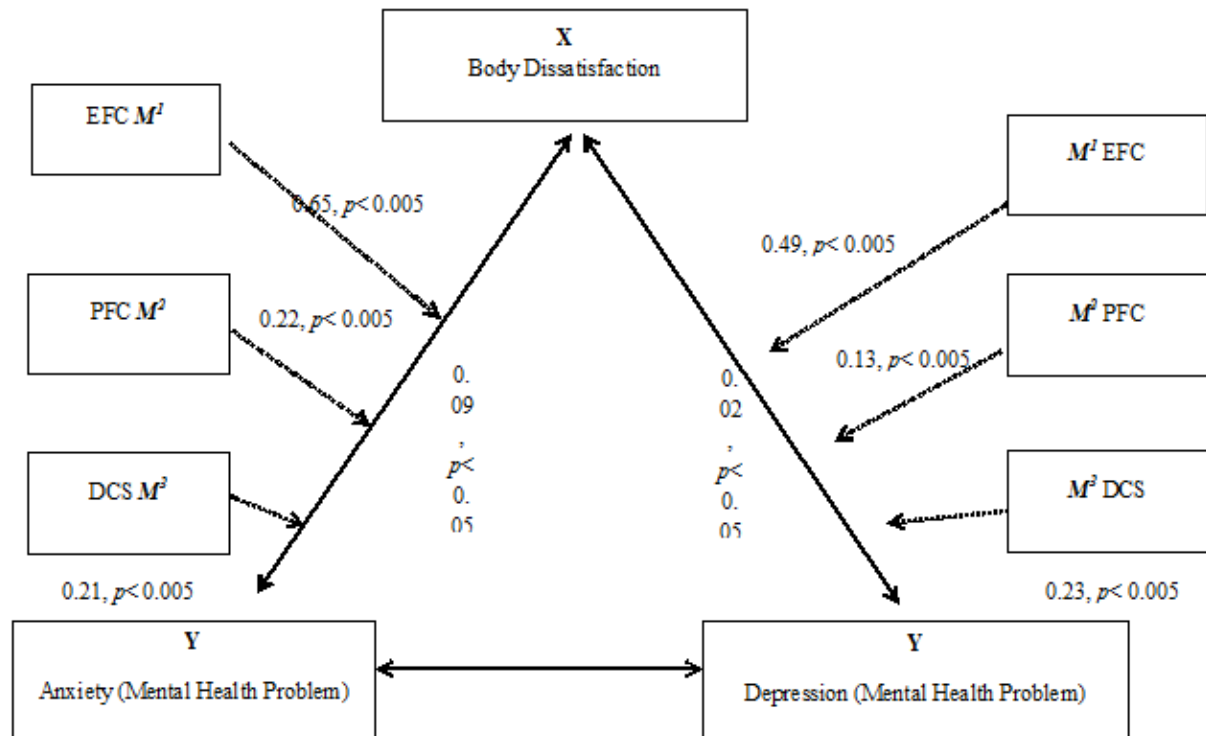 X
Body Dissatisfaction
EFC M¹
M¹ EFC
0.65, p< 0.005
0.49, p< 0.005
PFC M²
M² PFC
0.22, p< 0.005
0.13, p< 0.005
0.
09
,
p<
0.
05
0.
02
,
p<
0.
05
DCS M³
M³ DCS
0.21, p< 0.005
0.23, p< 0.005
Y
Anxiety (Mental Health Problem)
Y
Depression (Mental Health Problem)